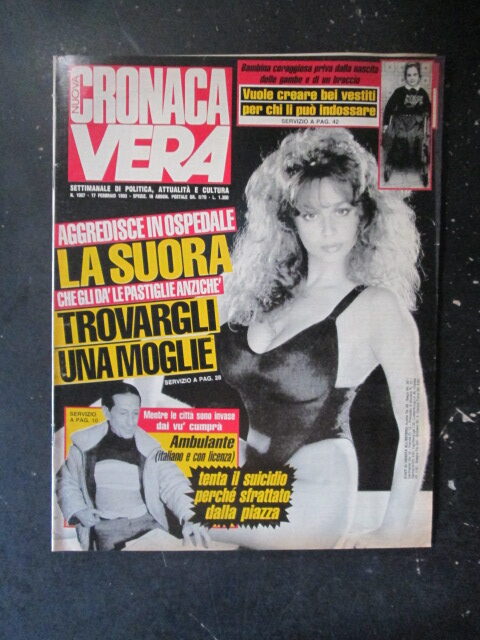 NUOVA
CRONACA
VERA
SETTIMANALE DI POLITICA, ATTUALITÀ E CULTURA
Bambina coraggiosa priva dalla nascita
delle gambe e di un braccio
Vuole creare bei vestiti
per chi li può indossare
SERVIZIO A PAG. 42
AGGREDISCE IN OSPEDALE
LA SUORA
CHE GLI DA' LE PASTIGLIE ANZICHE'
TROVARGLI
UNA MOGLIE
SERVIZIO A PAG. 28
SERVIZIO
A PAG. 10
Mentre le città sono invase
dai vu' cumprà
Ambulante
(italiano e con licenza)
tenta il suicidio
perché sfrattato
dalla piazza